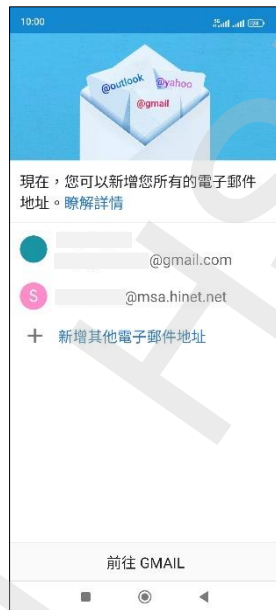 10:00
@outlook @yahoo
@gmail
現在，您可以新增您所有的電子郵件
地址。瞭解詳情
@gmail.com
S
@msa.hinet.net
+ 新增其他電子郵件地址
前往 GMAIL